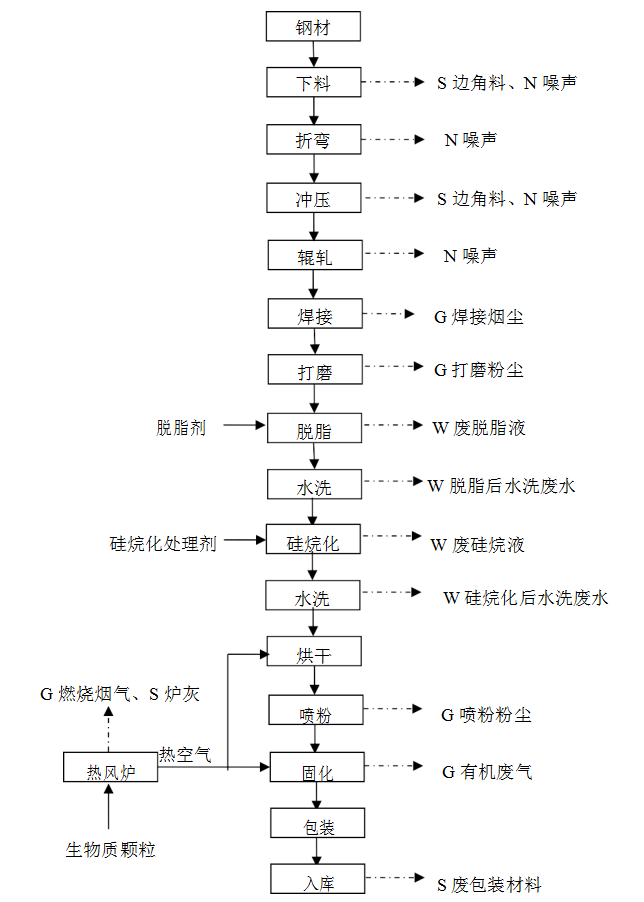 钢材
下料
S 边角料、N 噪声
折弯
N 噪声
冲压
S 边角料、N 噪声
辊轧
N 噪声
焊接
G 焊接烟尘
打磨
G 打磨粉尘
脱脂剂
脱脂
W 废脱脂液
水洗
W 脱脂后水洗废水
硅烷化处理剂
硅烷化
W 废硅烷液
水洗
W 硅烷化后水洗废水
烘干
G 燃烧烟气、S 炉灰
喷粉
G 喷粉粉尘
热空气
热风炉
固化
G 有机废气
生物质颗粒
包装
入库
S 废包装材料